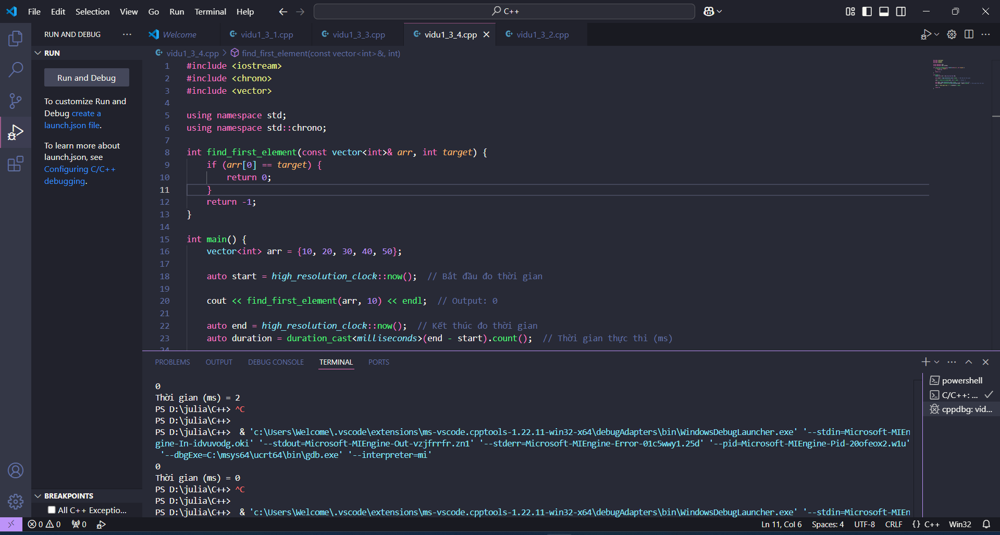 File Edit Selection View Go Run Terminal Help
C++
RUN AND DEBUG
Welcome
vidu1_3_1.cpp
vidu1_3_3.cpp
vidu1_3_4.cpp
vidu1_3_2.cpp
RUN
Run and Debug
To customize Run and
Debug create a
launch.json file.
To learn more about
launch.json, see
Configuring C/C++
debugging.
BREAKPOINTS
All C++ Exceptio...
vidu1_3_4.cpp > find_first_element(const vector<int>&, int)
1 #include <iostream>
2 #include <chrono>
3 #include <vector>
4
5 using namespace std;
6 using namespace std::chrono;
7
8 int find_first_element(const vector<int>& arr, int target) {
9     if (arr[0] == target) {
10         return 0;
11     }
12     return -1;
13 }
14
15 int main() {
16     vector<int> arr = {10, 20, 30, 40, 50};
17
18     auto start = high_resolution_clock::now();  // Bắt đầu đo thời gian
19
20     cout << find_first_element(arr, 10) << endl;  // Output: 0
21
22     auto end = high_resolution_clock::now();  // Kết thúc đo thời gian
23     auto duration = duration_cast<milliseconds>(end - start).count();  // Thời gian thực thi (ms)
24
PROBLEMS OUTPUT DEBUG CONSOLE TERMINAL PORTS
0
Thời gian (ms) = 2
PS D:\julia\C++> ^C
PS D:\julia\C++>
PS D:\julia\C++>  & 'c:\Users\Welcome\.vscode\extensions\ms-vscode.cpptools-1.22.11-win32-x64\debugAdapters\bin\WindowsDebugLauncher.exe' '--stdin=Microsoft-MIEn
gine-In-idvuvodg.oki' '--stdout=Microsoft-MIEngine-Out-vzjfrrfr.zn1' '--stderr=Microsoft-MIEngine-Error-01c5wwy1.25d' '--pid=Microsoft-MIEngine-Pid-20ofeox2.w1u'
'--dbgExe=C:\msys64\ucrt64\bin\gdb.exe' '--interpreter=mi'
0
Thời gian (ms) = 0
PS D:\julia\C++> ^C
PS D:\julia\C++>
PS D:\julia\C++>  & 'c:\Users\Welcome\.vscode\extensions\ms-vscode.cpptools-1.22.11-win32-x64\debugAdapters\bin\WindowsDebugLauncher.exe' '--stdin=Microsoft-MIEn
powershell
C/C++: ...
cppdbg: vid...
0 0 0
Ln 11, Col 6 Spaces: 4 UTF-8 CRLF {} C++ Win32